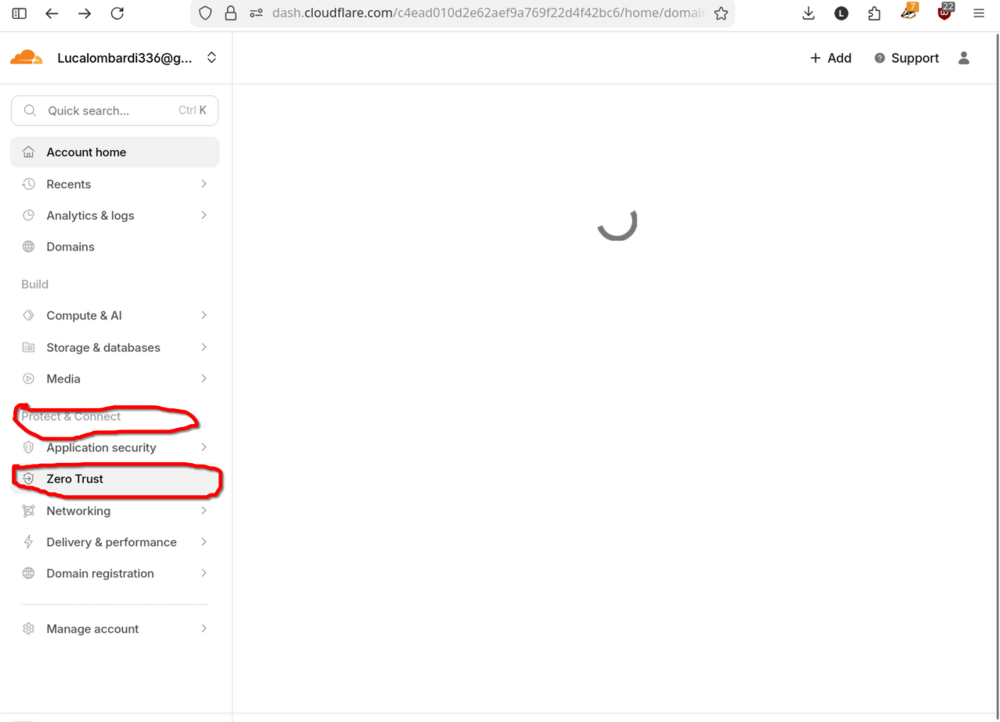 dash.cloudflare.com/c4ead010d2e62aef9a769f22d4f42bc6/home/domain
L
7
22
Lucalombardi336@g...
+ Add
Support
Quick search...
Ctrl K
Account home
Recents
Analytics & logs
Domains
Build
Compute & AI
Storage & databases
Media
Protect & Connect
Application security
Zero Trust
Networking
Delivery & performance
Domain registration
Manage account